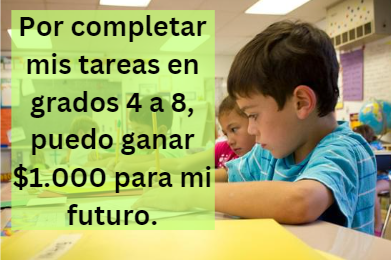 Por completar
mis tareas en
grados 4 a 8,
puedo ganar
$1.000 para mi
futuro.